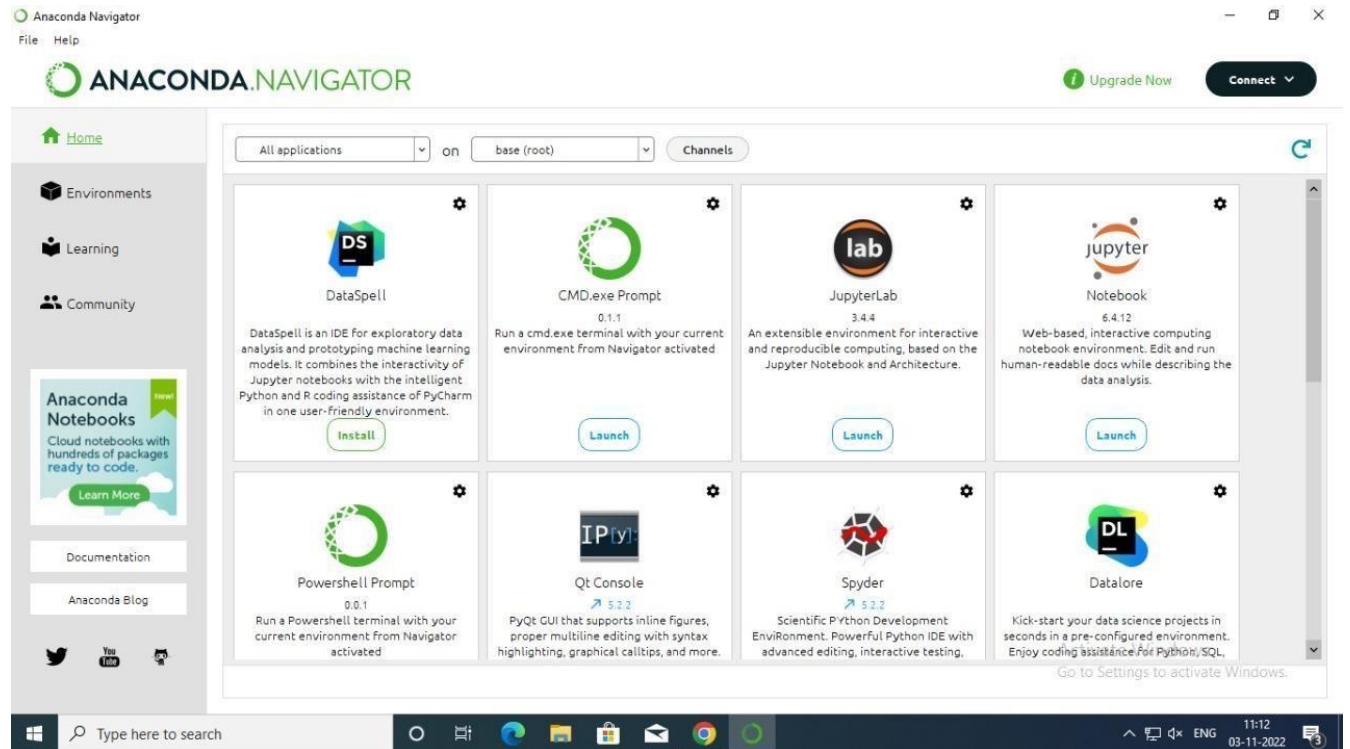 Anaconda Navigator
File Help
ANACONDA.NAVIGATOR
Upgrade Now
Connect
Home
Environments
Learning
Community
Anaconda
Notebooks
new!
Cloud notebooks with
hundreds of packages
ready to code.
Learn More
Documentation
Anaconda Blog
You
Tube
All applications on base (root) Channels
DS
DataSpell
DataSpell is an IDE for exploratory data
analysis and prototyping machine learning
models. It combines the interactivity of
Jupyter notebooks with the intelligent
Python and R coding assistance of PyCharm
in one user-friendly environment.
Install
CMD.exe Prompt
0.1.1
Run a cmd.exe terminal with your current
environment from Navigator activated
Launch
lab
JupyterLab
3.4.4
An extensible environment for interactive
and reproducible computing, based on the
Jupyter Notebook and Architecture.
Launch
jupyter
Notebook
6.4.12
Web-based, interactive computing
notebook environment. Edit and run
human-readable docs while describing the
data analysis.
Launch
Powershell Prompt
0.0.1
Run a Powershell terminal with your
current environment from Navigator
activated
IP[y]:
Qt Console
5.2.2
PyQt GUI that supports inline figures,
proper multiline editing with syntax
highlighting, graphical calltips, and more.
Spyder
5.2.2
Scientific PYthon Development
EnviRonment. Powerful Python IDE with
advanced editing, interactive testing,
DL
Datalore
Kick-start your data science projects in
seconds in a pre-configured environment.
Enjoy coding assistance for Python, SQL,
Activate Windows
Go to Settings to activate Windows.
Type here to search
ENG
11:12
03-11-2022
3